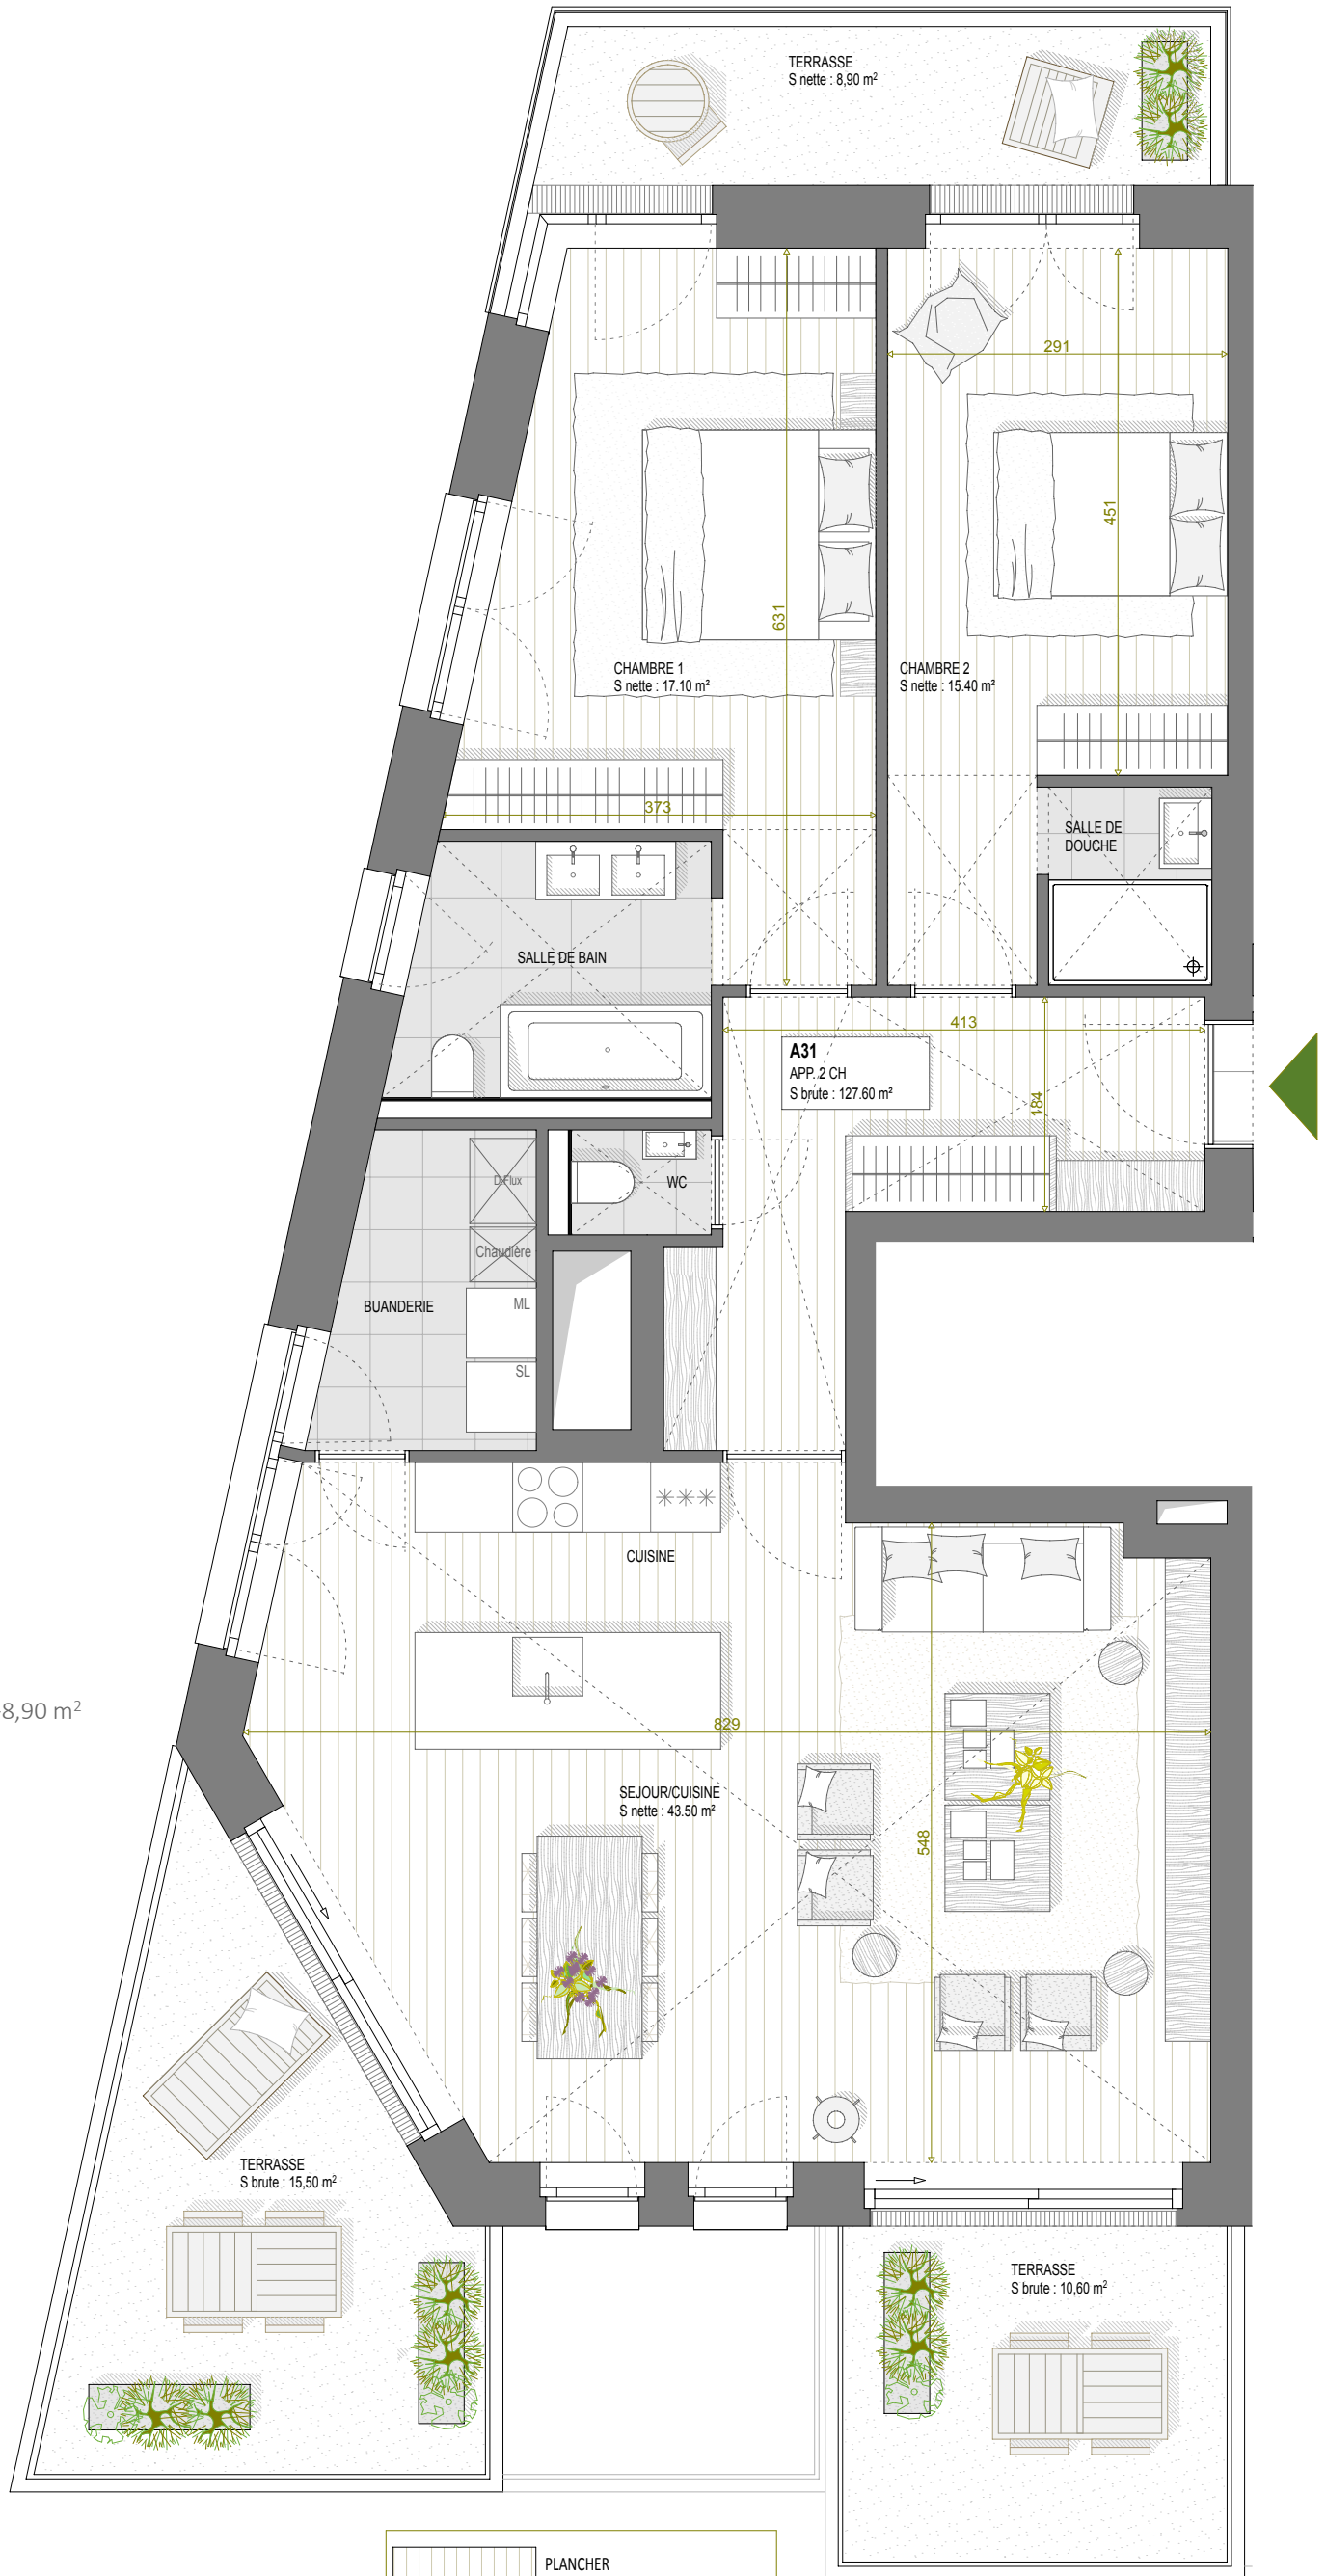 TERRASSE
S nette : 8,90 m²
291
451
631
CHAMBRE 1
S nette : 17.10 m²
CHAMBRE 2
S nette : 15.40 m²
373
SALLE DE
DOUCHE
SALLE DE BAIN
413
A31
APP. 2 CH
S brute : 127.60 m²
184
D.Flux
WC
Chaudière
ML
BUANDERIE
SL
CUISINE
8,90 m²
829
SEJOUR/CUISINE
S nette : 43.50 m²
548
TERRASSE
S brute : 15,50 m²
TERRASSE
S brute : 10,60 m²
PLANCHER